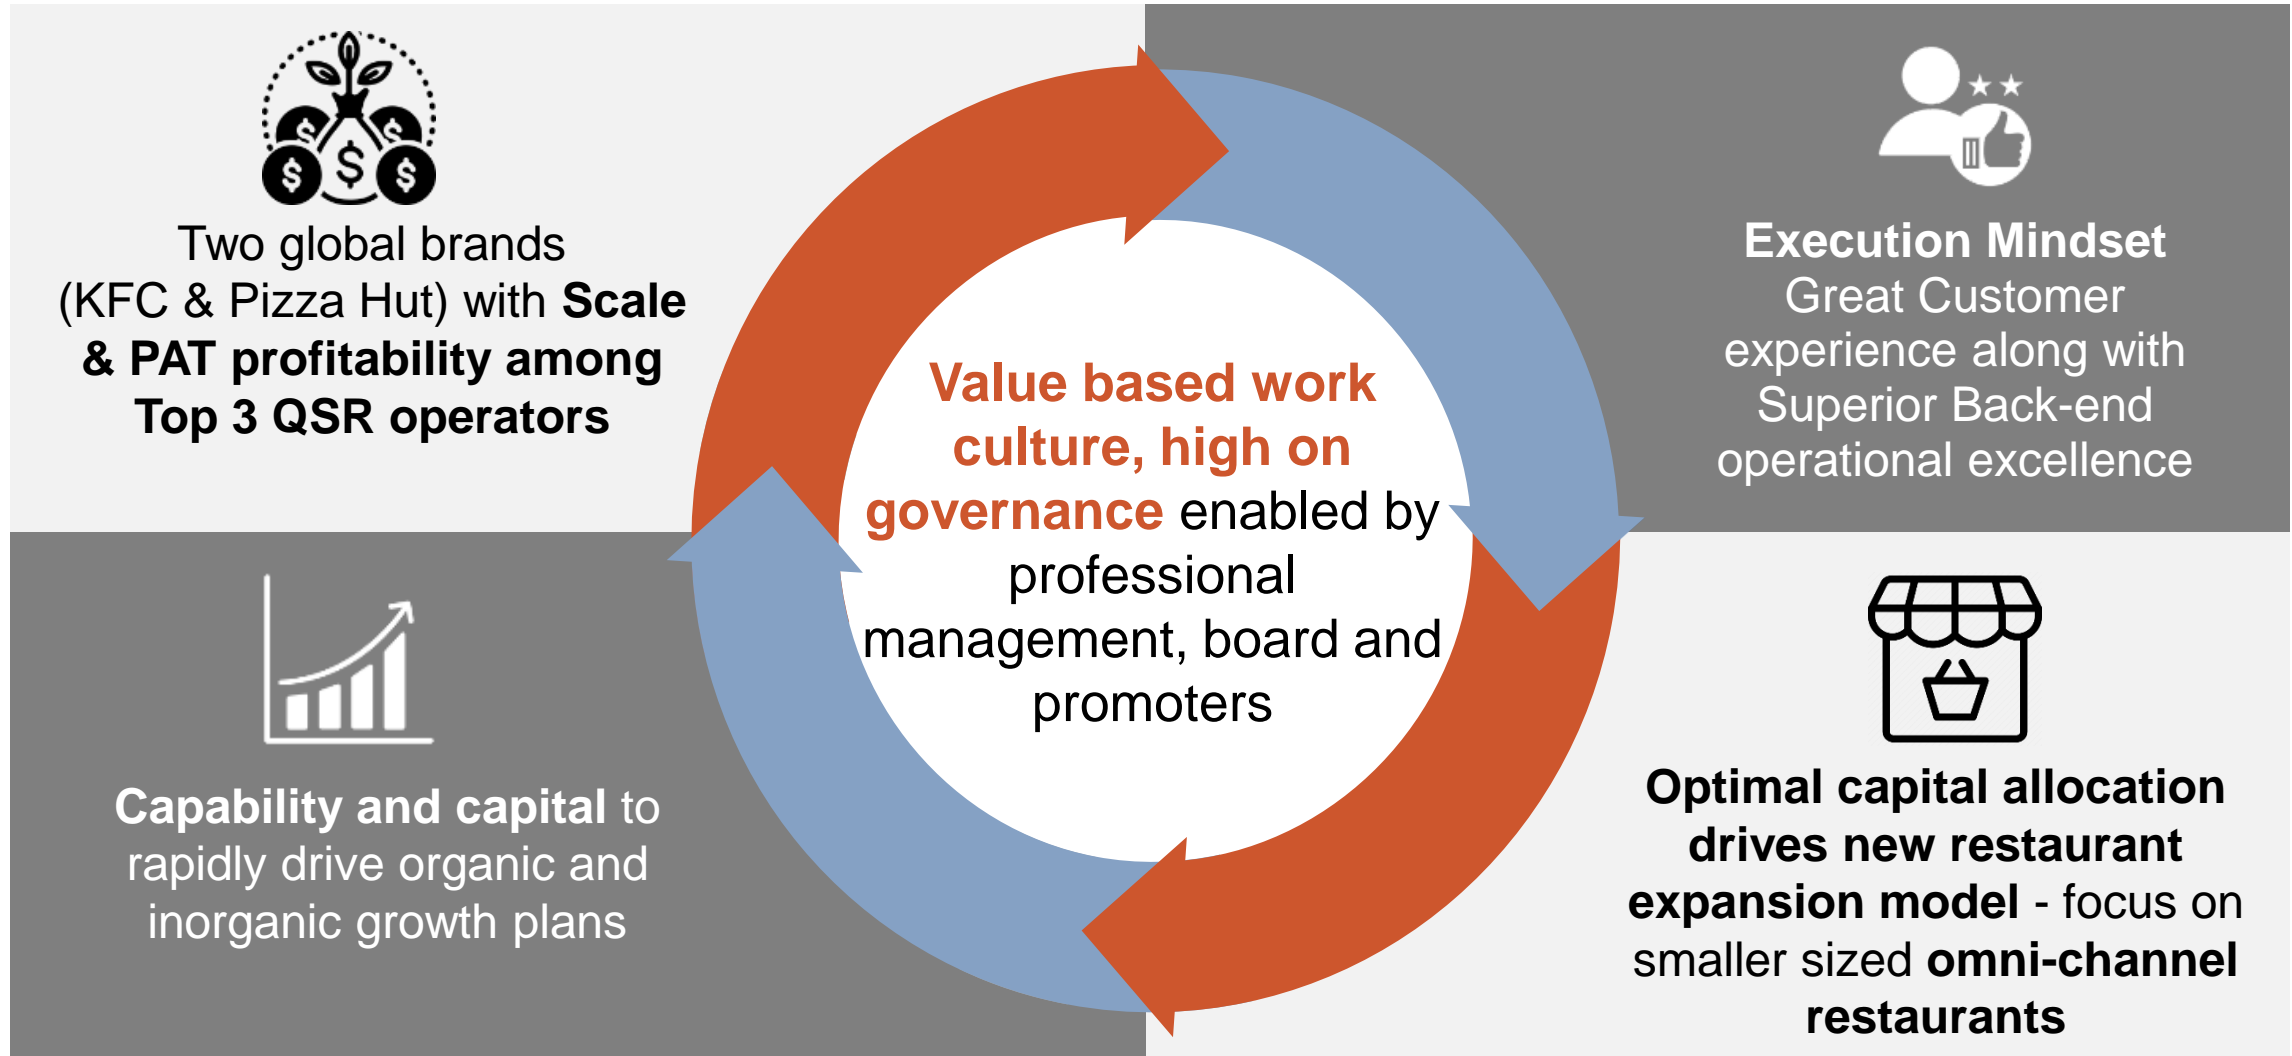 Two global brands
(KFC & Pizza Hut) with Scale
& PAT profitability among
Top 3 QSR operators
Execution Mindset
Great Customer
experience along with
Superior Back-end
operational excellence
Value based work
culture, high on
governance enabled by
professional
management, board and
promoters
Capability and capital to
rapidly drive organic and
inorganic growth plans
Optimal capital allocation
drives new restaurant
expansion model - focus on
smaller sized omni-channel
restaurants